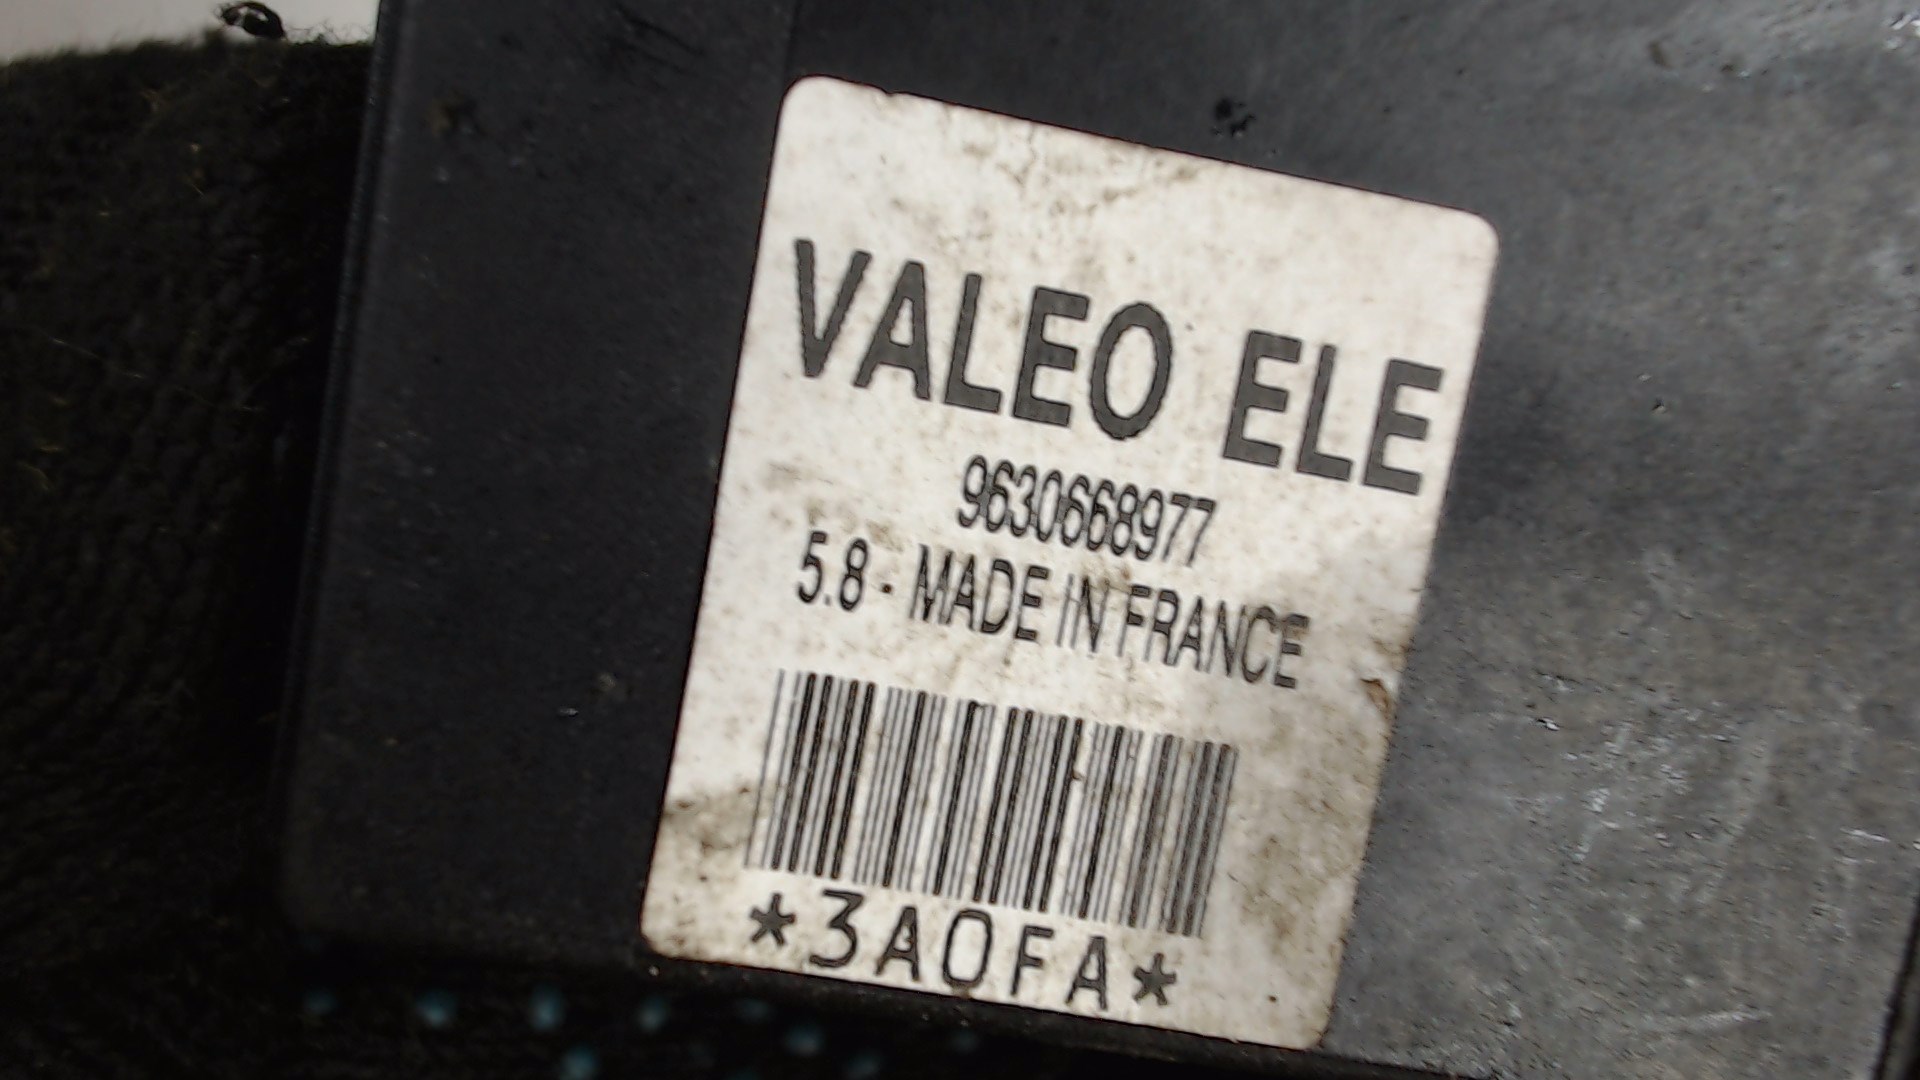 VALEO ELE
9630668977
5.8 - MADE IN FRANCE
*3A0FA*